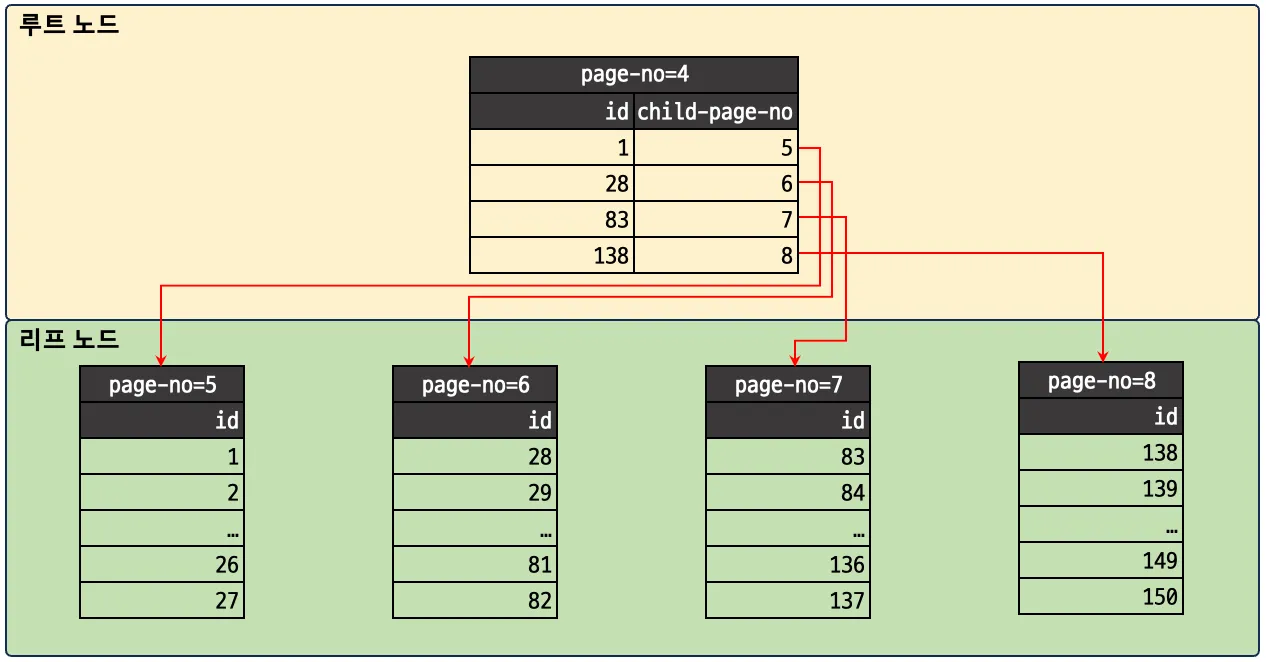 루트 노드
page-no=4
id child-page-no
1 5
28 6
83 7
138 8
리프 노드
page-no=5
id
1
2
…
26
27
page-no=6
id
28
29
…
81
82
page-no=7
id
83
84
…
136
137
page-no=8
id
138
139
…
149
150